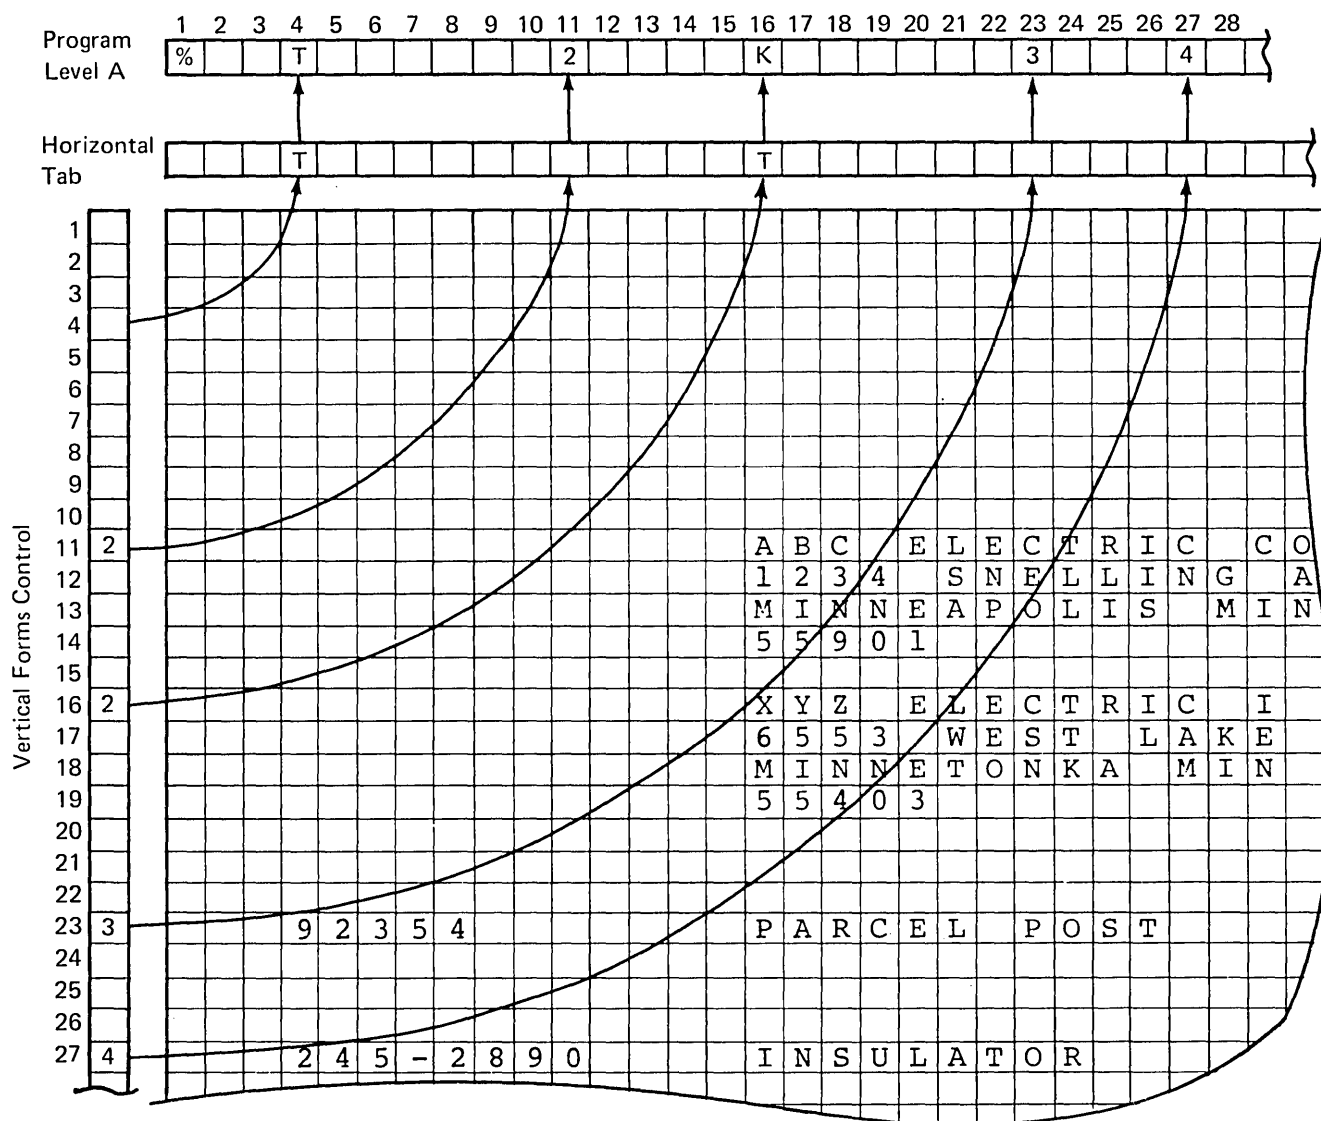 1 2 3 4 5 6 7 8 9 10 11 12 13 14 15 16 17 18 19 20 21 22 23 24 25 26 27 28
Program
Level A
% T 2 K 3 4
Horizontal
Tab
T T
Vertical Forms Control
1
2
3
4
5
6
7
8
9
10
11 2 ABC ELECTRIC CO
12 1234 SNELLING A
13 MINNEAPOLIS MIN
14 55901
15
16 2 XYZ ELECTRIC I
17 6553 WEST LAKE
18 MINNETONKA MIN
19 55403
20
21
22
23 3 92354 PARCEL POST
24
25
26
27 4 245-2890 INSULATOR